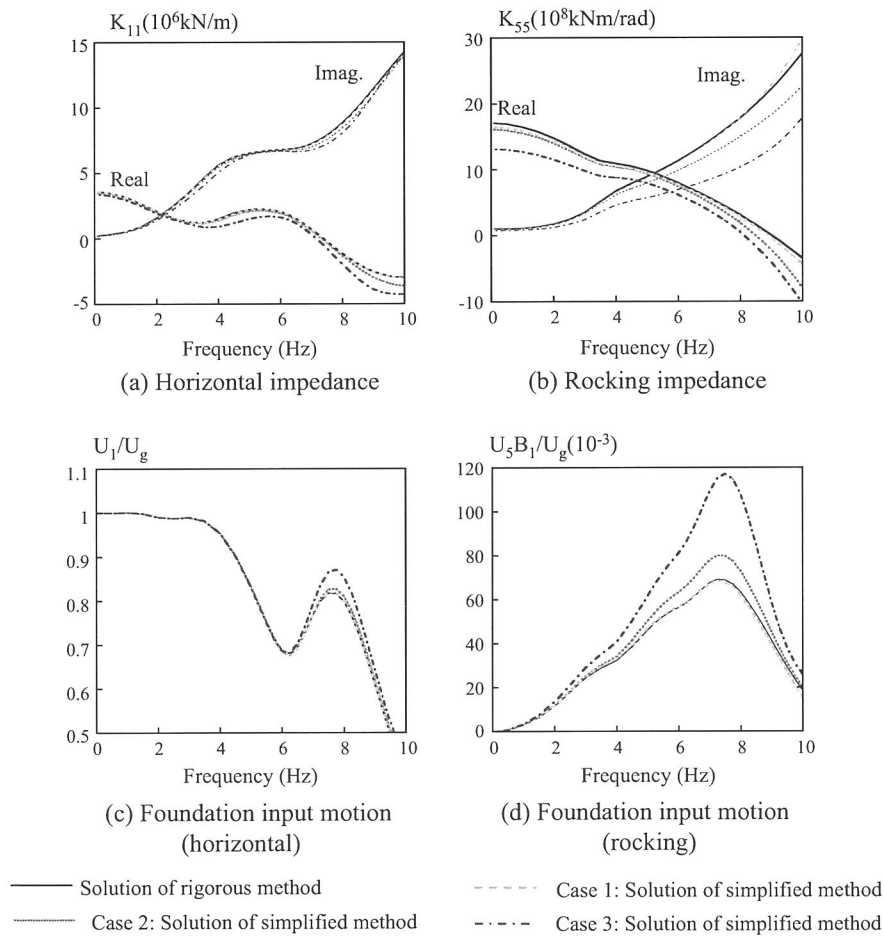 K11(10^6kN/m)
15
10
5
0
-5
Imag.
Real
0 2 4 6 8 10
Frequency (Hz)
(a) Horizontal impedance
K55(10^8kNm/rad)
30
20
10
0
-10
Imag.
Real
0 2 4 6 8 10
Frequency (Hz)
(b) Rocking impedance
U1/Ug
1.1
1
0.9
0.8
0.7
0.6
0.5
0 2 4 6 8 10
Frequency (Hz)
(c) Foundation input motion
(horizontal)
U5B1/Ug(10^-3)
120
100
80
60
40
20
0
0 2 4 6 8 10
Frequency (Hz)
(d) Foundation input motion
(rocking)
Solution of rigorous method
Case 1: Solution of simplified method
Case 2: Solution of simplified method
Case 3: Solution of simplified method